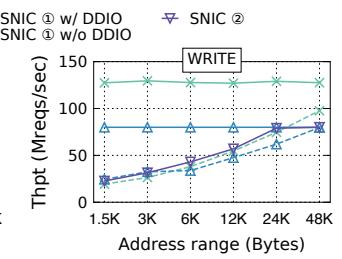 SNIC ① w/ DDIO SNIC ②
SNIC ① w/o DDIO
WRITE
Thpt (Mreqs/sec)
150
100
50
0
1.5K 3K 6K 12K 24K 48K
Address range (Bytes)